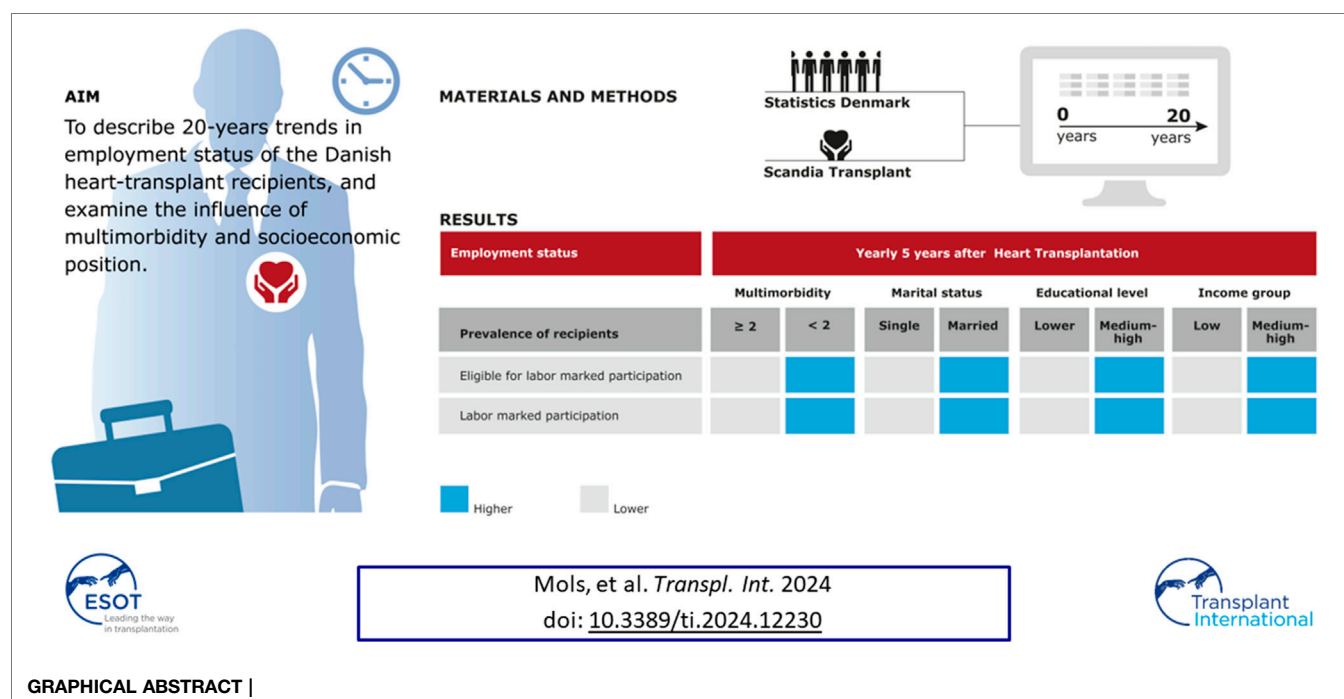 AIM
To describe 20-years trends in
employment status of the Danish
heart-transplant recipients, and
examine the influence of
multimorbidity and socioeconomic
position.
MATERIALS AND METHODS
Statistics Denmark
Scandia Transplant
0 20
years years
RESULTS
Employment status Yearly 5 years after Heart Transplantation
Multimorbidity Marital status Educational level Income group
Prevalence of recipients ≥ 2 < 2 Single Married Lower Medium-high Low Medium-high
Eligible for labor marked participation
Labor marked participation
Higher Lower
ESOT
Leading the way
in transplantation
Mols, et al. Transpl. Int. 2024
doi: 10.3389/ti.2024.12230
Transplant
International
GRAPHICAL ABSTRACT |